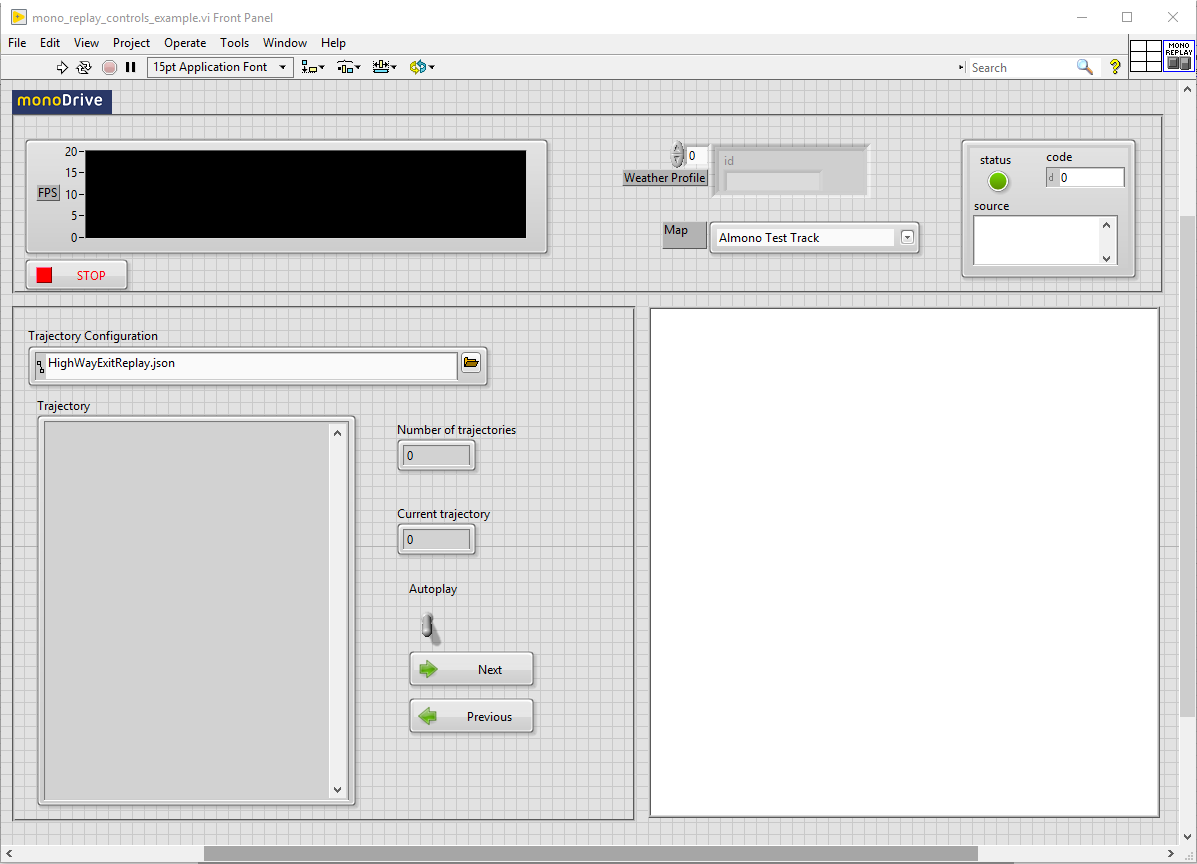 mono_replay_controls_example.vi Front Panel
File Edit View Project Operate Tools Window Help
15pt Application Font
Search
?
MONO
REPLAY
monoDrive
FPS
20
15
10
5
0
STOP
0
Weather Profile
id
Map
Almono Test Track
status
code
d
0
source
Trajectory Configuration
HighWayExitReplay.json
Trajectory
Number of trajectories
0
Current trajectory
0
Autoplay
Next
Previous